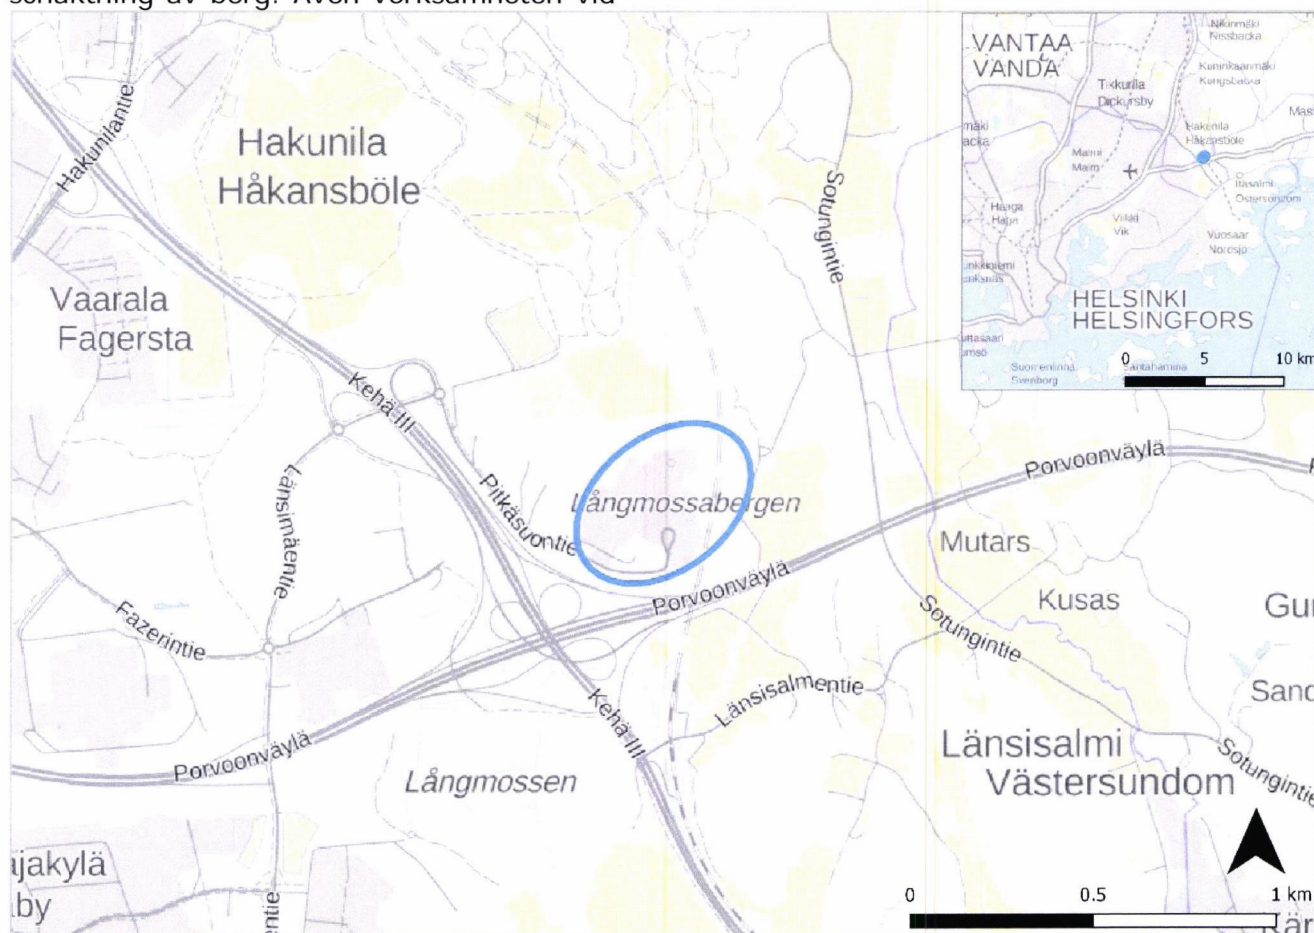 schaktning av berg. Även verksamheten vid
Hakunilantie
Hakunila
Håkansböle
Sotungintie
Vaarala
Fagersta
Kehä III
Länsimäentie
Pitkäsuontie
Långmossabergen
Porvoonväylä
Porvoonväylä
Mutars
Kusas
Fazerintie
Sotungintie
Länsisalmentie
Kehä III
Porvoonväylä
Långmossen
Länsisalmi
Västersundom
Sotungintie
0 0.5 1 km
VANTAA
VANDA
Nikinmäki
Nissbacka
Kuninkaanmäki
Kungsbacka
Tikkurila
Dickursby
Hakunila
Håkansböle
Malmi
Malm
Itäsalmi
Östersundom
Haaga
Haga
Viikki
Vik
Vuosaari
Nordsjö
HELSINKI
HELSINGFORS
Suomenlinna
Sveaborg
Santahamina
0 5 10 km